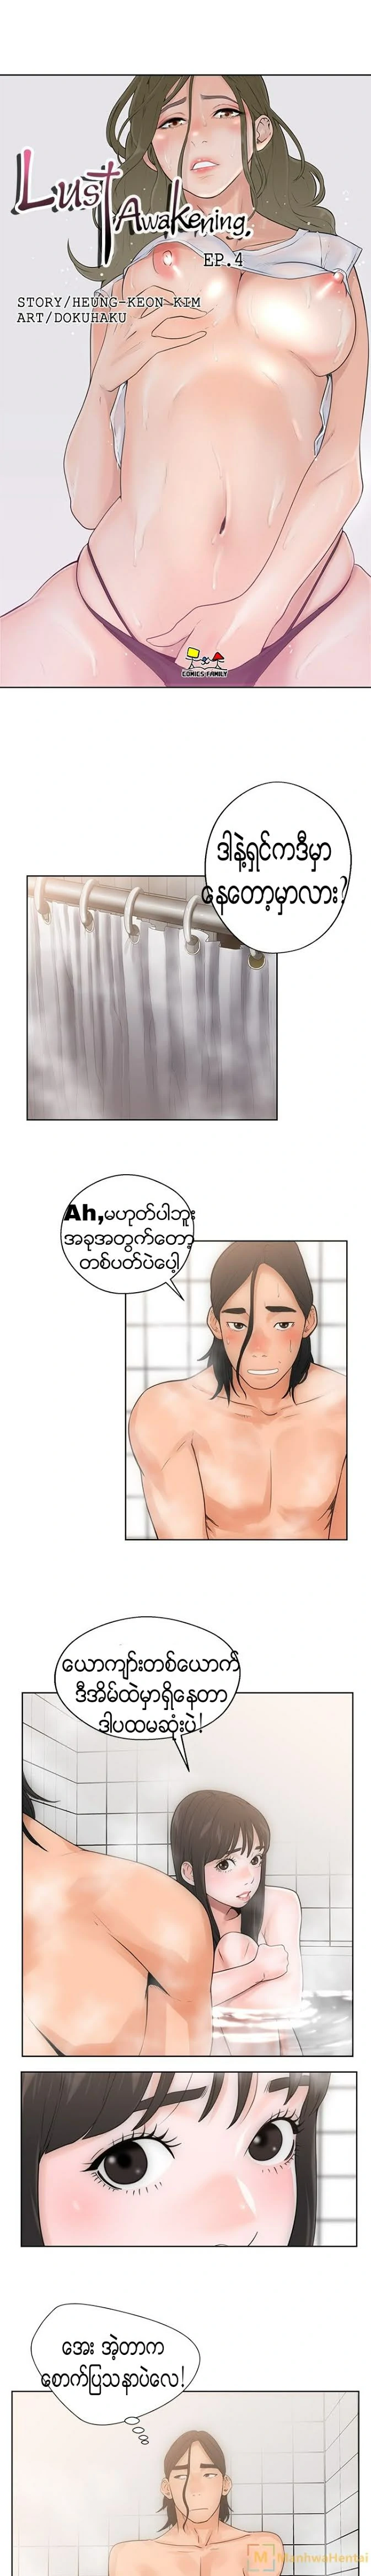 Lust Awakening.
EP.4
STORY/HEUNG-KEON KIM
ART/DOKUHAKU
COMICS FAMILY
ဒါနဲ့ရှင်ကဒီမှာ
နေတော့မှာလား?
Ah,မဟုတ်ပါဘူး
အခုအတွက်တော့
တစ်ပတ်ပဲပေါ့
ယောကျာ်းတစ်ယောက်
ဒီအိမ်ထဲမှာရှိနေတာ
ဒါပထမဆုံးပဲ!
အေး အဲ့တာက
စောက်ပြသနာပဲလေ!
M ManhwaHentai